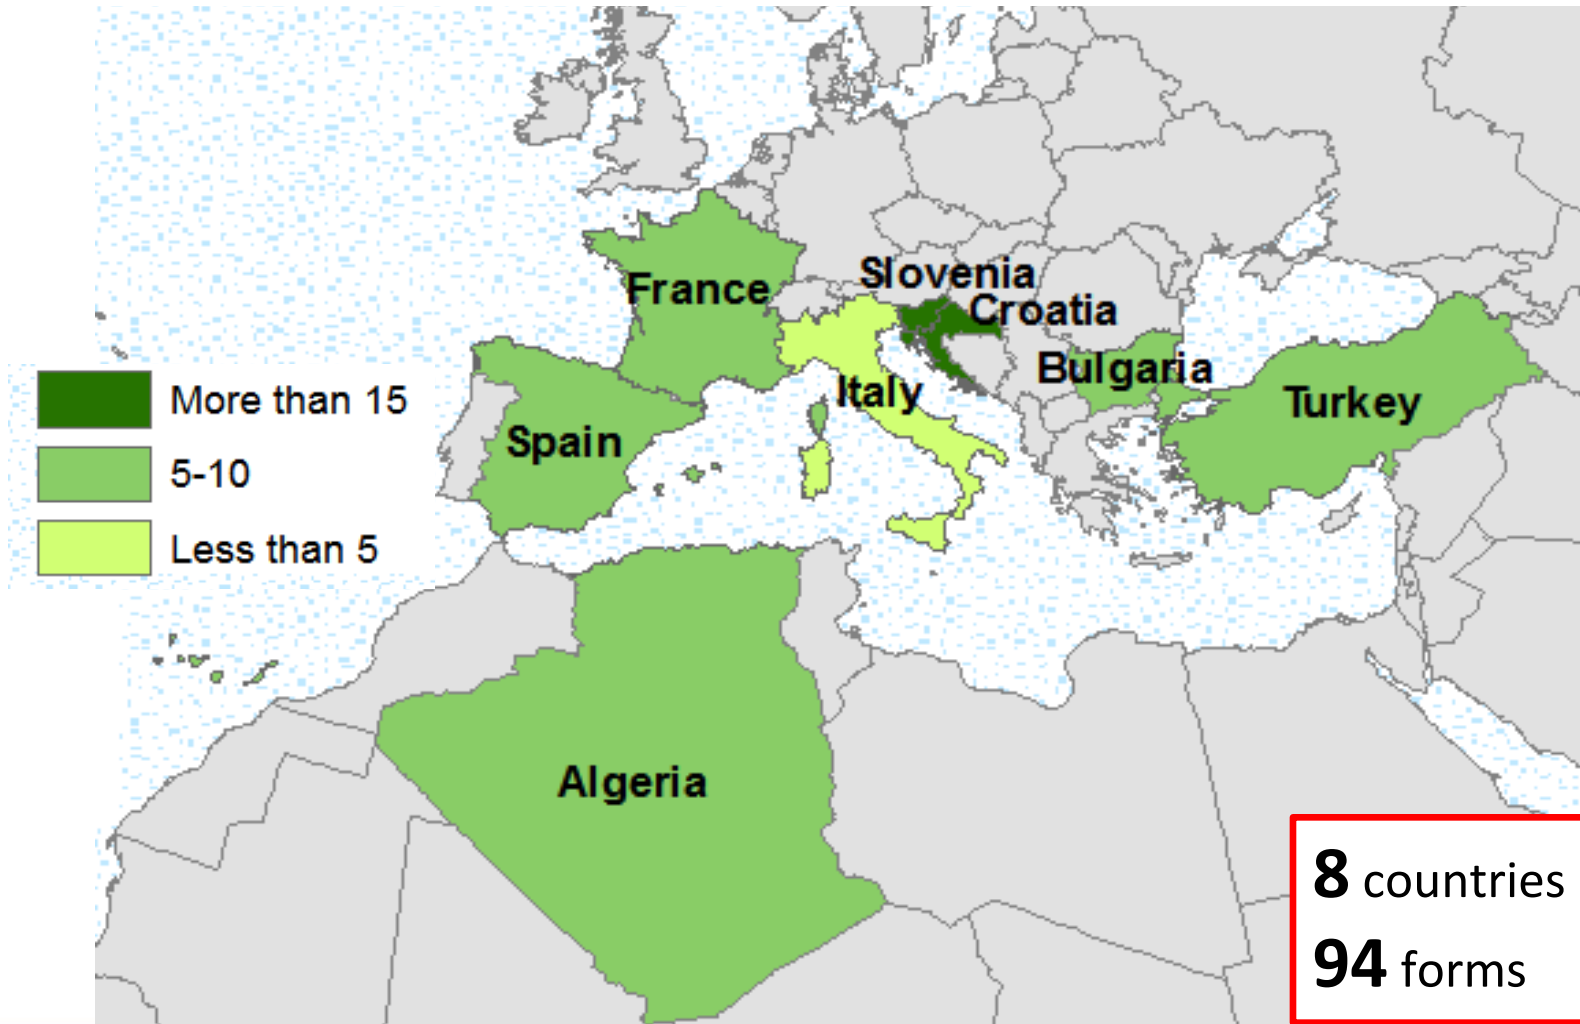 Slovenia
France
Croatia
Bulgaria
More than 15
Italy
Turkey
Spain
5-10
Less than 5
Algeria
8 countries
94 forms